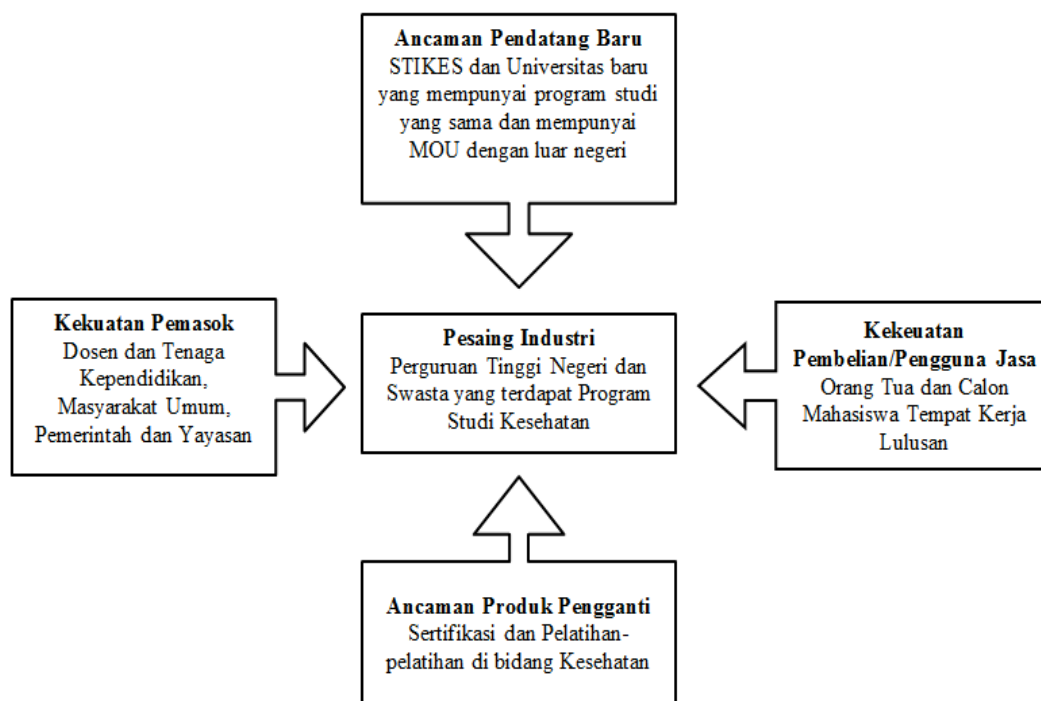 Ancaman Pendatang Baru
STIKES dan Universitas baru
yang mempunyai program studi
yang sama dan mempunyai
MOU dengan luar negeri
Kekuatan Pemasok
Dosen dan Tenaga
Kependidikan,
Masyarakat Umum,
Pemerintah dan Yayasan
Pesaing Industri
Perguruan Tinggi Negeri dan
Swasta yang terdapat Program
Studi Kesehatan
Kekeuatan
Pembelian/Pengguna Jasa
Orang Tua dan Calon
Mahasiswa Tempat Kerja
Lulusan
Ancaman Produk Pengganti
Sertifikasi dan Pelatihan-
pelatihan di bidang Kesehatan